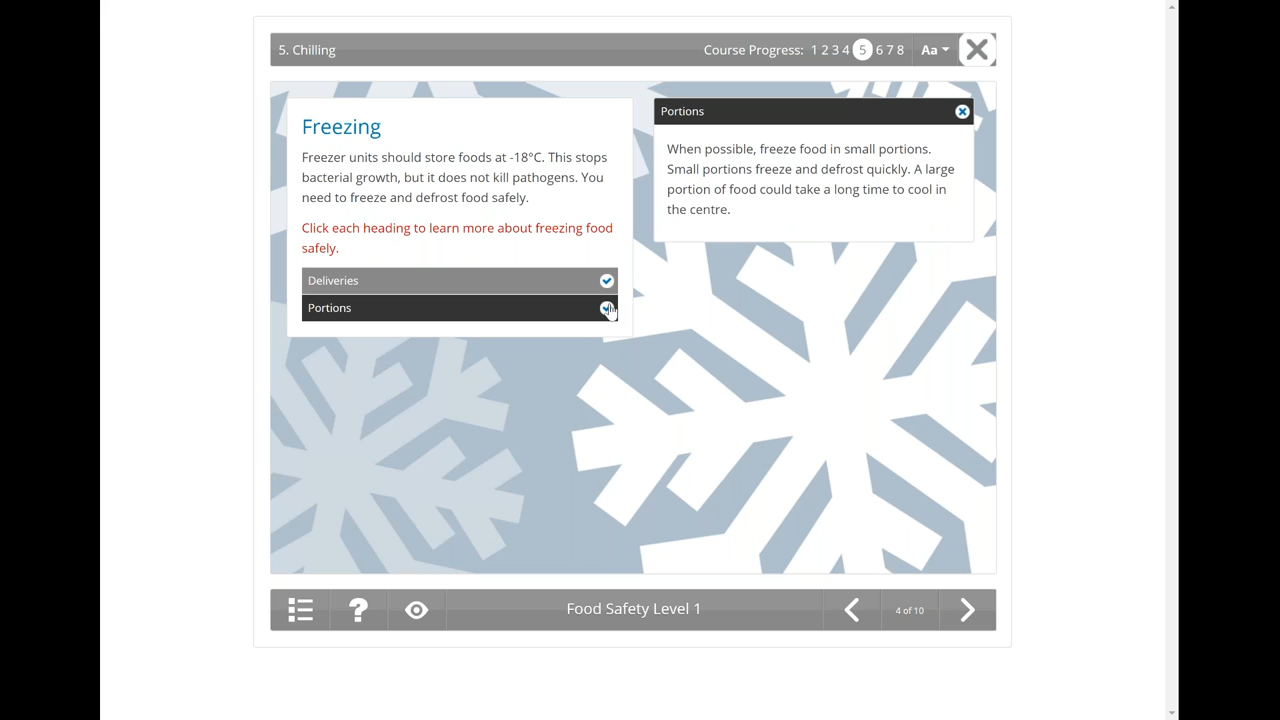 5. Chilling
Course Progress: 1 2 3 4 5 6 7 8
Aa
Freezing
Freezer units should store foods at -18°C. This stops
bacterial growth, but it does not kill pathogens. You
need to freeze and defrost food safely.
Click each heading to learn more about freezing food
safely.
Deliveries
Portions
Portions
When possible, freeze food in small portions.
Small portions freeze and defrost quickly. A large
portion of food could take a long time to cool in
the centre.
?
Food Safety Level 1
4 of 10